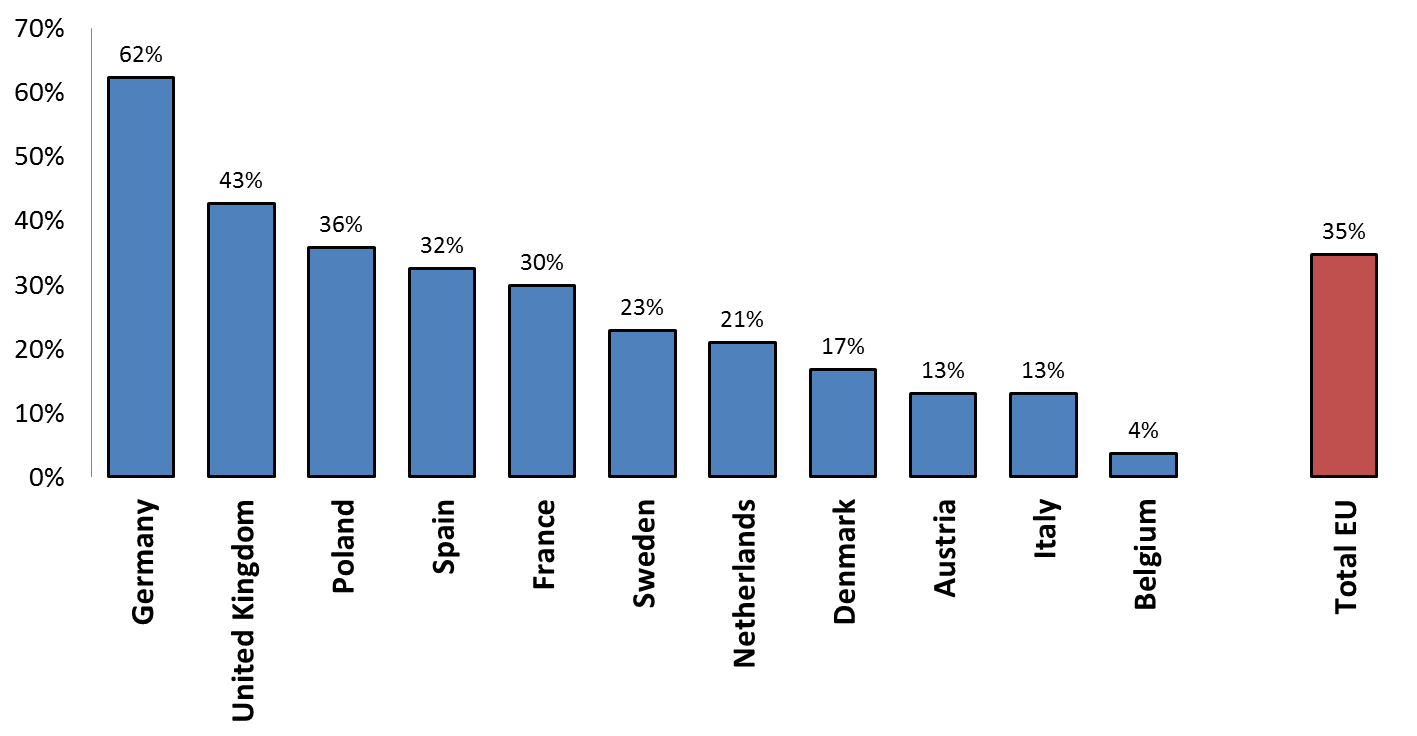 70%
60%
50%
40%
30%
20%
10%
0%
62%
43%
36%
32%
30%
23%
21%
17%
13%
13%
4%
35%
Germany
United Kingdom
Poland
Spain
France
Sweden
Netherlands
Denmark
Austria
Italy
Belgium
Total EU